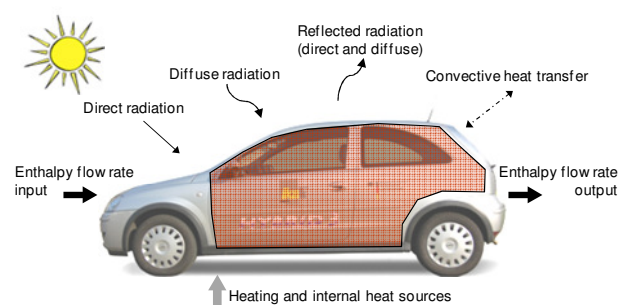 Reflected radiation
(direct and diffuse)
Diffuse radiation
Convective heat transfer
Direct radiation
Enthalpy flow rate
input
Enthalpy flow rate
output
Heating and internal heat sources